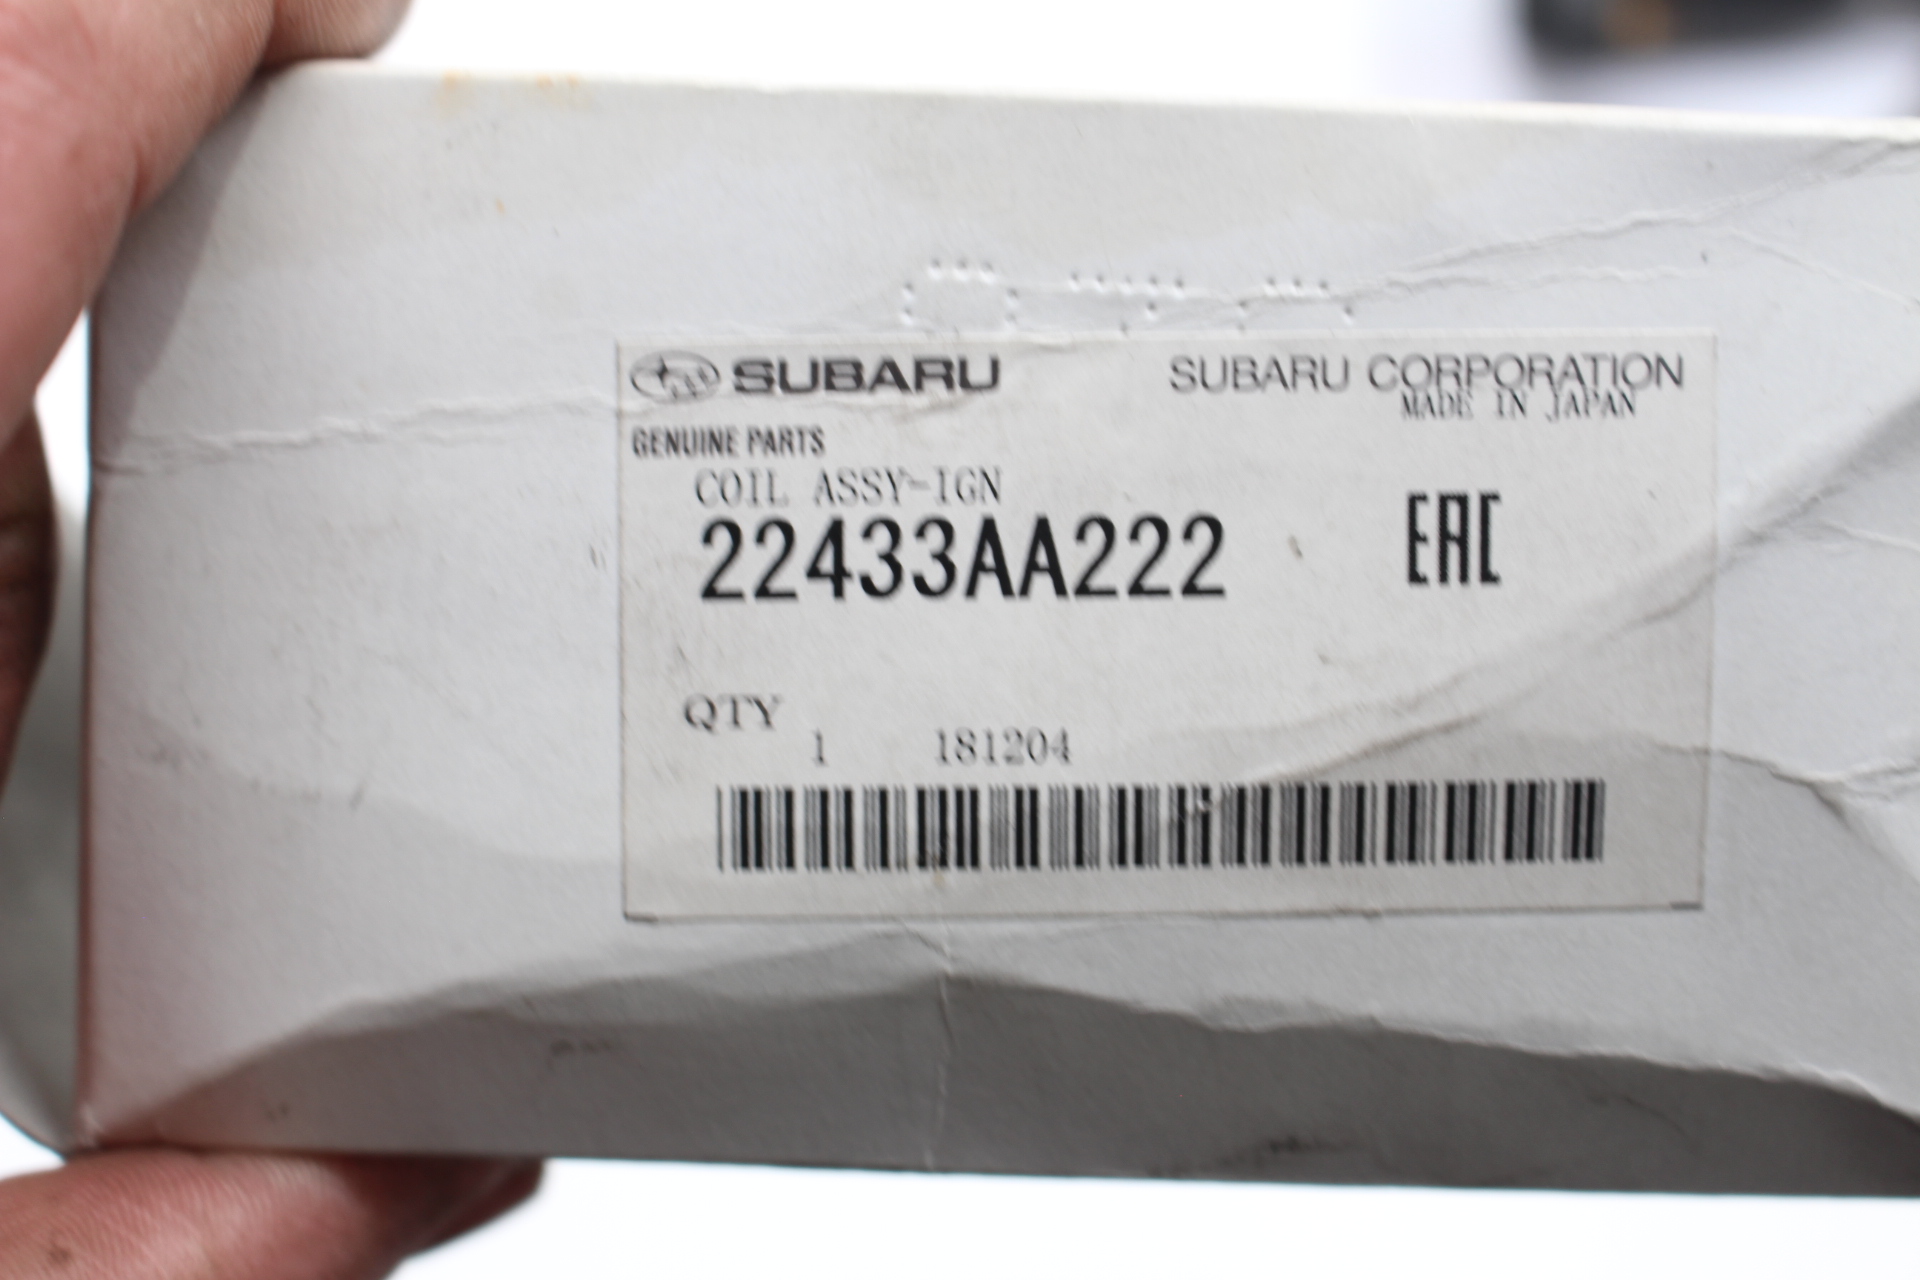 SUBARU SUBARU CORPORATION
MADE IN JAPAN
GENUINE PARTS
COIL ASSY-IGN
22433AA222 EAC
QTY
1 181204